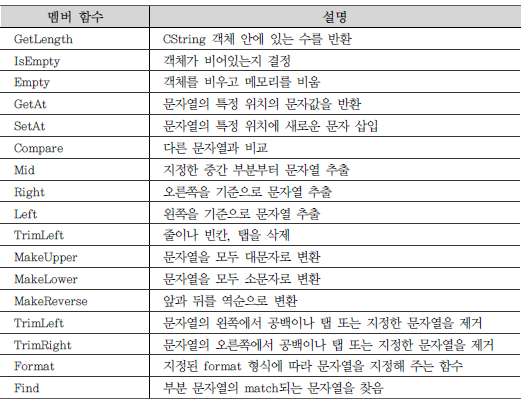 멤버 함수 설명
GetLength CString 객체 안에 있는 수를 반환
IsEmpty 객체가 비어있는지 결정
Empty 객체를 비우고 메모리를 비움
GetAt 문자열의 특정 위치의 문자값을 반환
SetAt 문자열의 특정 위치에 새로운 문자 삽입
Compare 다른 문자열과 비교
Mid 지정한 중간 부분부터 문자열 추출
Right 오른쪽을 기준으로 문자열 추출
Left 왼쪽을 기준으로 문자열 추출
TrimLeft 줄이나 빈칸, 탭을 삭제
MakeUpper 문자열을 모두 대문자로 변환
MakeLower 문자열을 모두 소문자로 변환
MakeReverse 앞과 뒤를 역순으로 변환
TrimLeft 문자열의 왼쪽에서 공백이나 탭 또는 지정한 문자열을 제거
TrimRight 문자열의 오른쪽에서 공백이나 탭 또는 지정한 문자열을 제거
Format 지정된 format 형식에 따라 문자열을 지정해 주는 함수
Find 부분 문자열의 match되는 문자열을 찾음